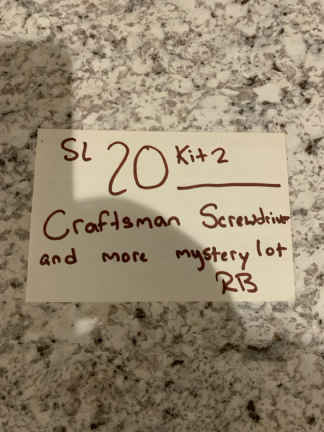 SL 20 Kit 2
Craftsman Screwdriver
and more mystery lot
RB